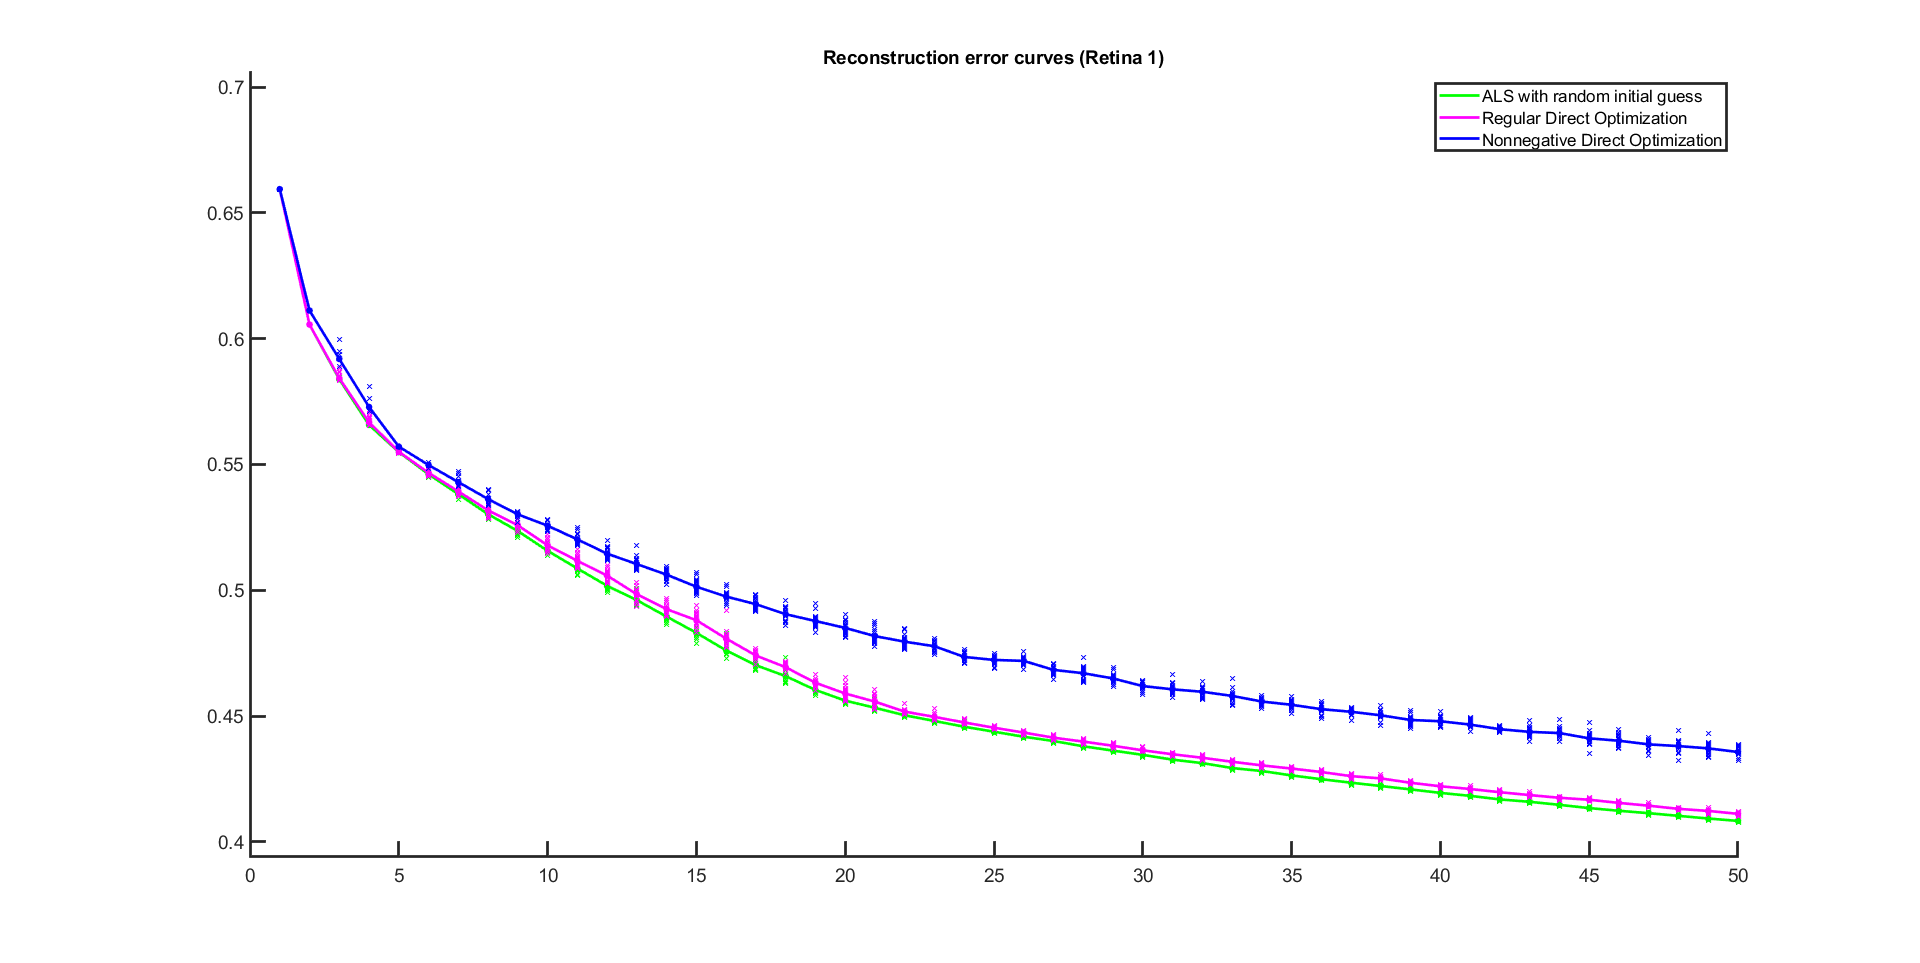 Reconstruction error curves (Retina 1)
ALS with random initial guess
Regular Direct Optimization
Nonnegative Direct Optimization
0.7
0.65
0.6
0.55
0.5
0.45
0.4
0 5 10 15 20 25 30 35 40 45 50